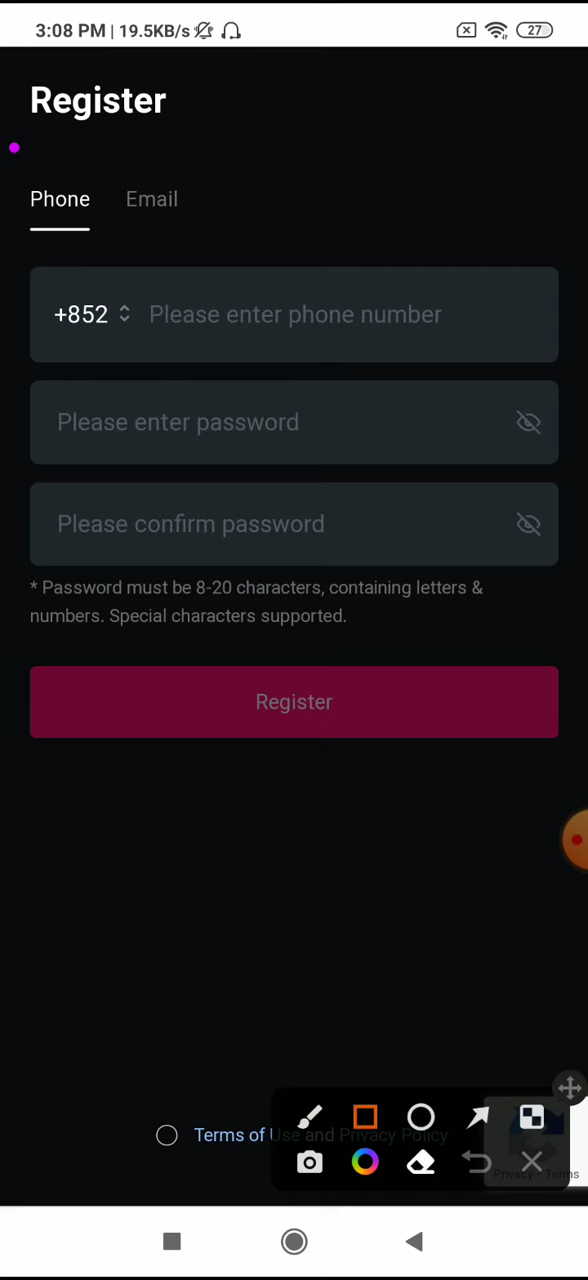 3:08 PM | 19.5KB/s
27
Register
Phone Email
+852 Please enter phone number
Please enter password
Please confirm password
* Password must be 8-20 characters, containing letters &
numbers. Special characters supported.
Register
Terms of Use and Privacy Policy
Privacy - Terms